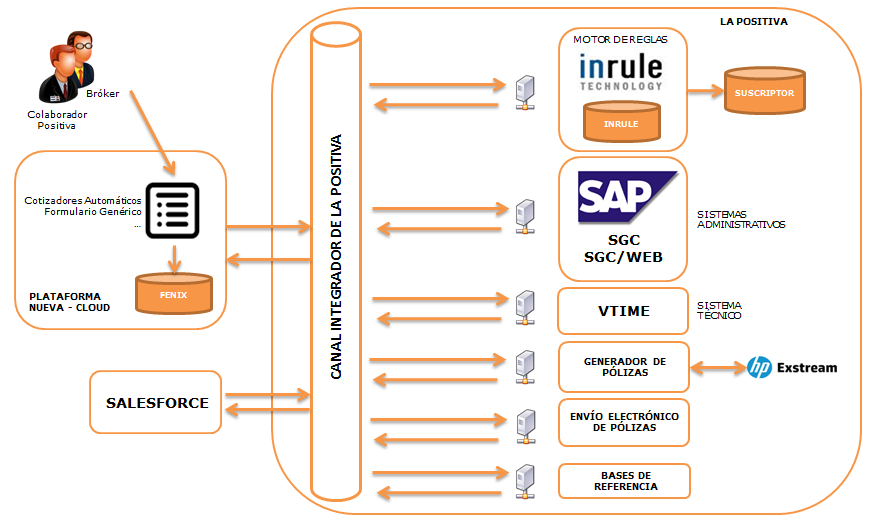 LA POSITIVA
Bróker
Colaborador
Positiva
Cotizadores Automáticos
Formulario Genérico
...
FENIX
PLATAFORMA
NUEVA - CLOUD
SALESFORCE
CANAL INTEGRADOR DE LA POSITIVA
MOTOR DE REGLAS
inrule
TECHNOLOGY
INRULE
SUSCRIPTOR
SAP
SGC
SGC/WEB
SISTEMAS
ADMINISTRATIVOS
VTIME
SISTEMA
TÉCNICO
GENERADOR DE
PÓLIZAS
hp Exstream
ENVÍO ELECTRÓNICO
DE PÓLIZAS
BASES DE
REFERENCIA